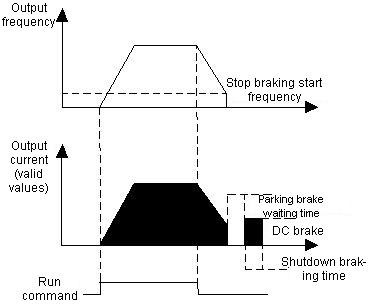 Output
frequency
Stop braking start
frequency
Output
current
(valid
values)
Parking brake
waiting time
DC brake
Shutdown brak-
ing time
Run
command